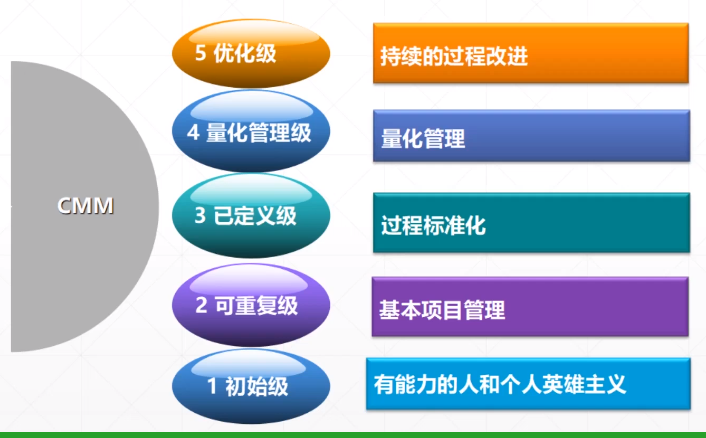 CMM
5 优化级
持续的过程改进
4 量化管理级
量化管理
3 已定义级
过程标准化
2 可重复级
基本项目管理
1 初始级
有能力的人和个人英雄主义